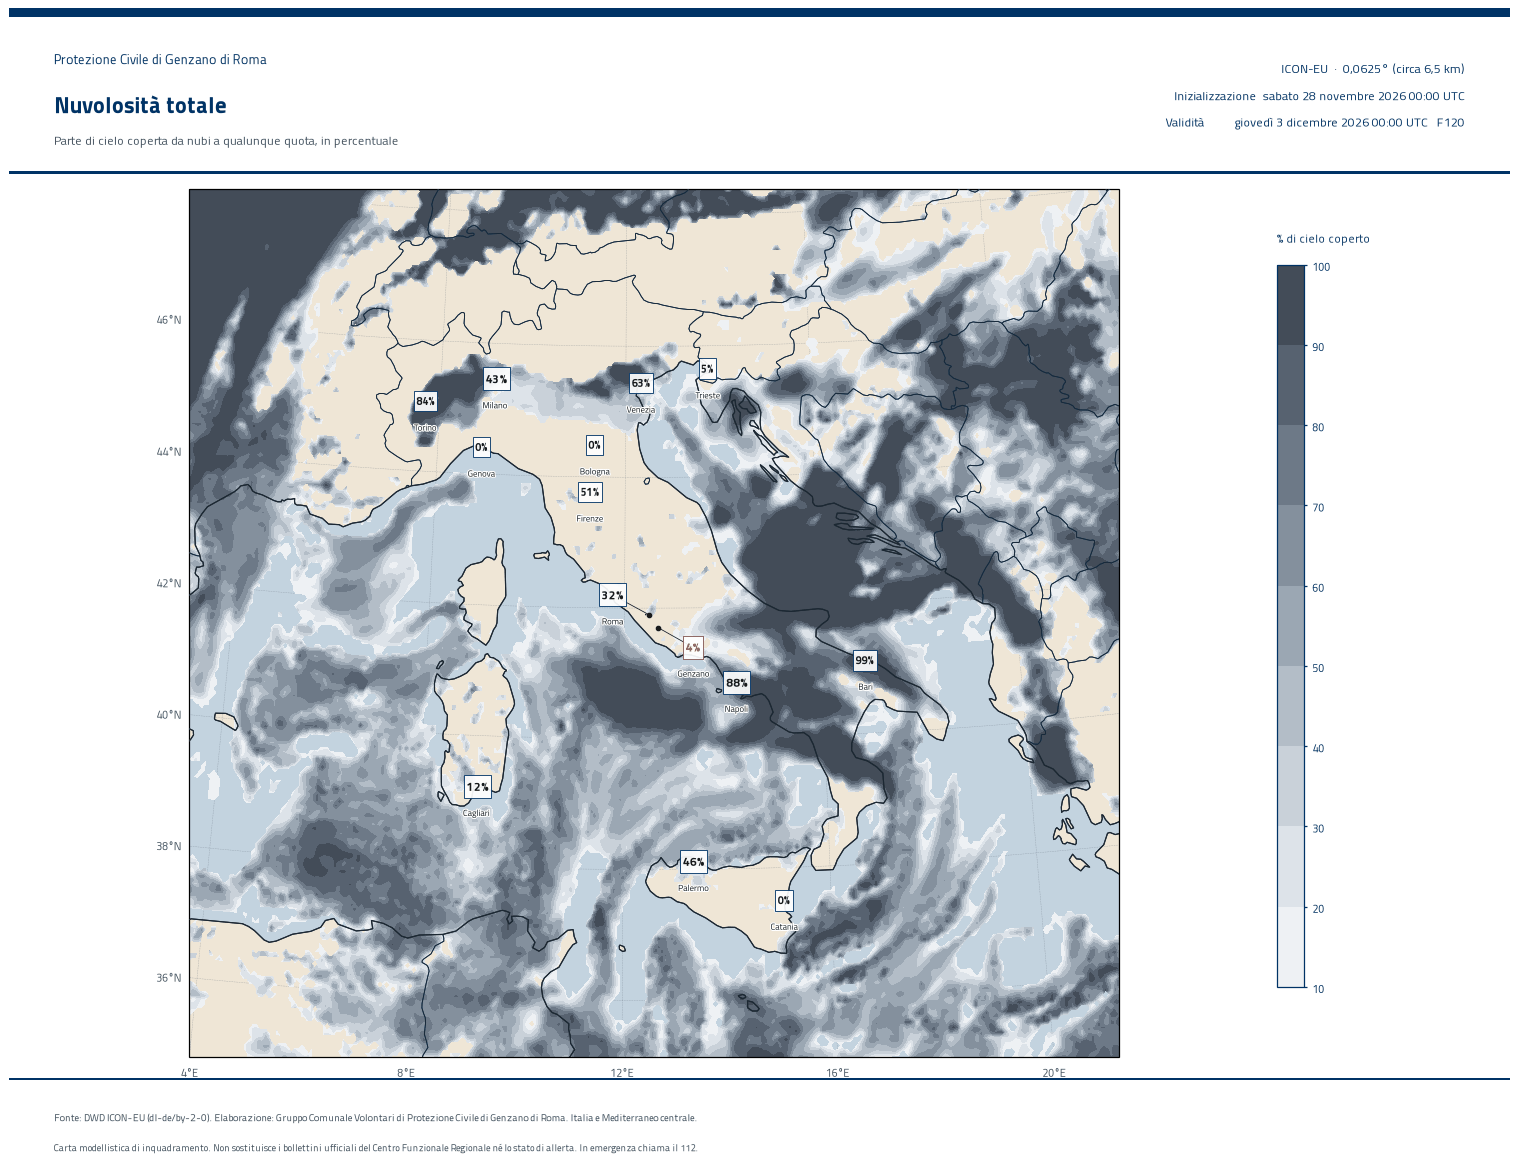 Protezione Civile di Genzano di Roma
Nuvolosità totale
Parte di cielo coperta da nubi a qualunque quota, in percentuale
ICON-EU · 0,0625° (circa 6,5 km)
Inizializzazione sabato 28 novembre 2026 00:00 UTC
Validità giovedì 3 dicembre 2026 00:00 UTC F120
% di cielo coperto
100
90
80
70
60
50
40
30
20
10
46°N
44°N
42°N
40°N
38°N
36°N
4°E
8°E
12°E
16°E
20°E
5%
Trieste
43%
Milano
63%
Venezia
84%
Torino
0%
Genova
0%
Bologna
51%
Firenze
32%
Roma
4%
Genzano
99%
Bari
88%
Napoli
12%
Cagliari
46%
Palermo
0%
Catania
Fonte: DWD ICON-EU (dl-de/by-2-0). Elaborazione: Gruppo Comunale Volontari di Protezione Civile di Genzano di Roma. Italia e Mediterraneo centrale.
Carta modellistica di inquadramento. Non sostituisce i bollettini ufficiali del Centro Funzionale Regionale né lo stato di allerta. In emergenza chiama il 112.